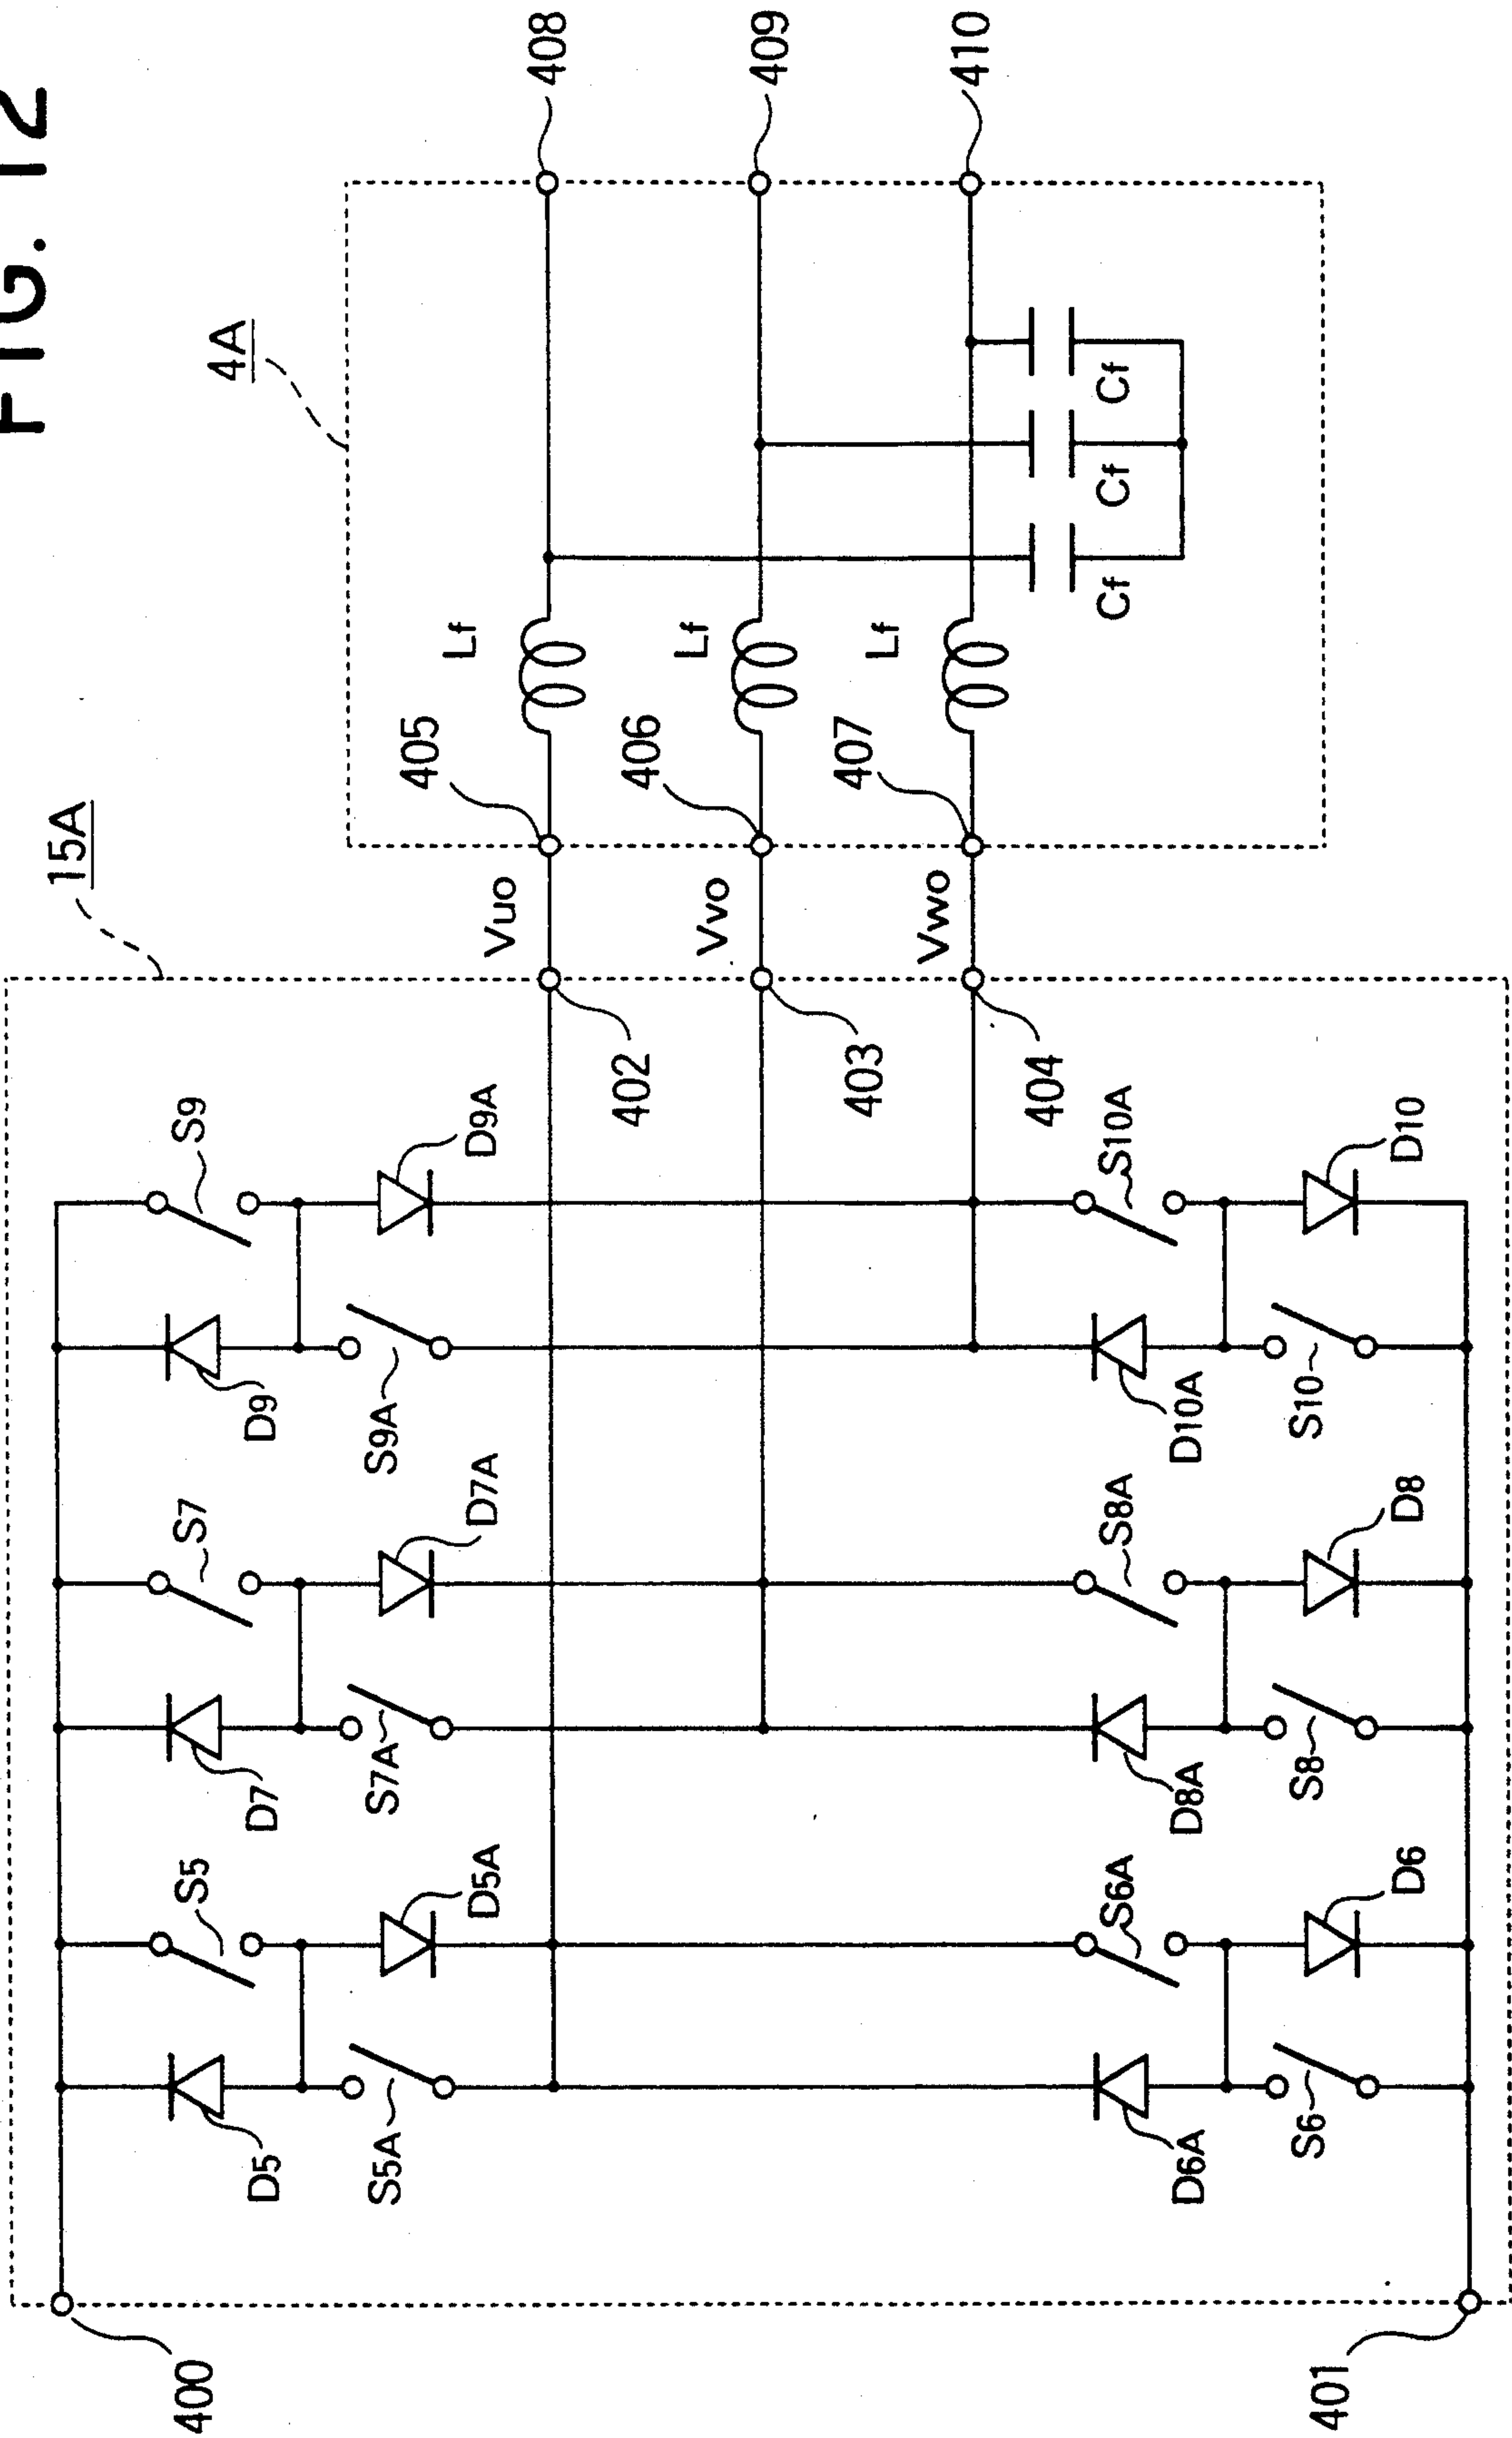 FIG. 12
15A
4A
S5
S7
S9
D5
D7
D9
S5A
D5A
S7A
D7A
S9A
D9A
402
403
404
Vuo
Vvo
Vwo
405
406
407
Lf
Lf
Lf
408
409
410
Cf
Cf
Cf
D6A
S6A
D8A
S8A
D10A
S10A
S6
D6
S8
D8
S10
D10
400
401